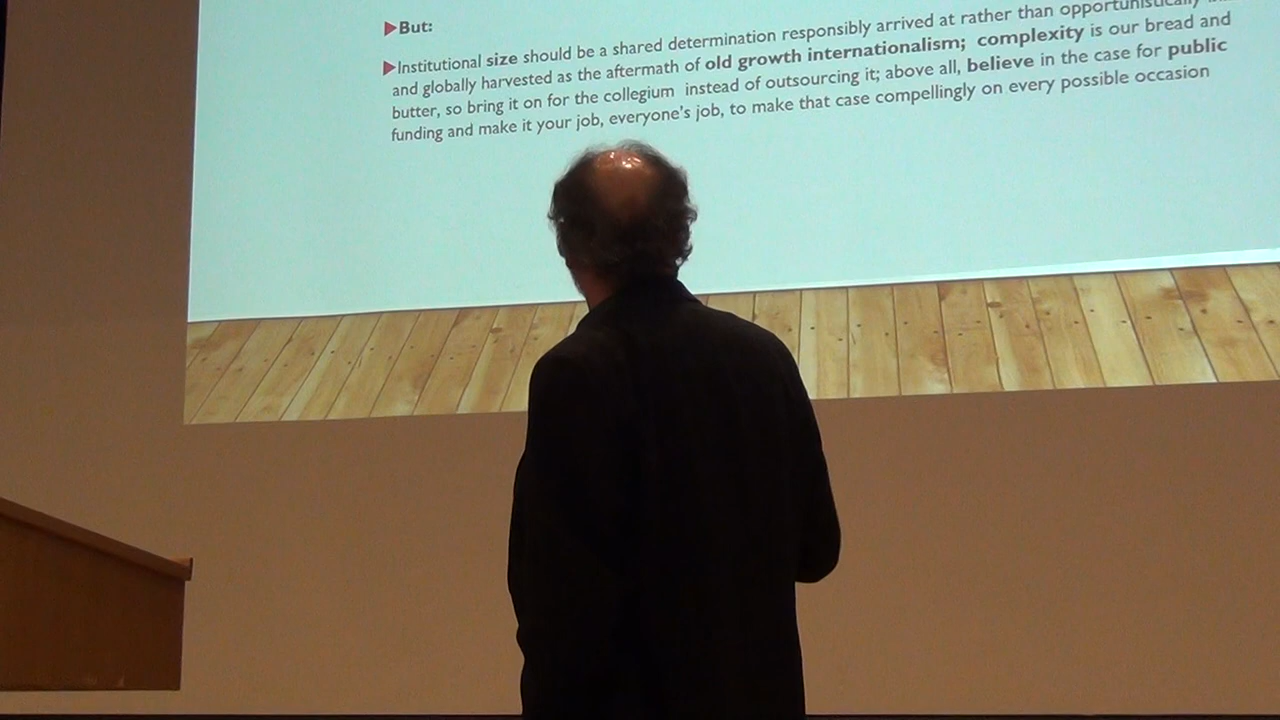 But:
Institutional size should be a shared determination responsibly arrived at rather than opportunistically
and globally harvested as the aftermath of old growth internationalism; complexity is our bread and
butter, so bring it on for the collegium instead of outsourcing it; above all, believe in the case for public
funding and make it your job, everyone's job, to make that case compellingly on every possible occasion